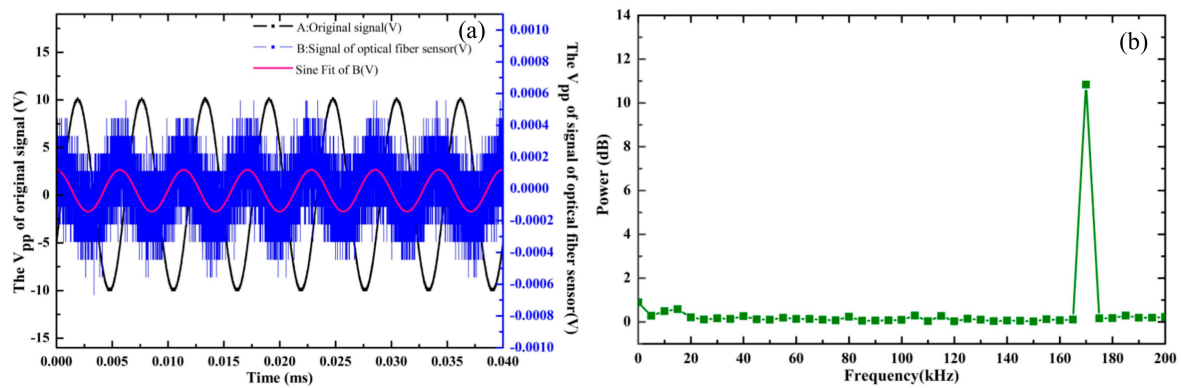 (a)
A:Original signal(V)
B:Signal of optical fiber sensor(V)
Sine Fit of B(V)
The Vpp of original signal (V)
15
10
5
0
-5
-10
-15
0.000 0.005 0.010 0.015 0.020 0.025 0.030 0.035 0.040
Time (ms)
0.0010
0.0008
0.0006
0.0004
0.0002
0.0000
-0.0002
-0.0004
-0.0006
-0.0008
-0.0010
The Vpp of signal of optical fiber sensor(V)
(b)
Power (dB)
14
12
10
8
6
4
2
0
0 20 40 60 80 100 120 140 160 180 200
Frequency(kHz)